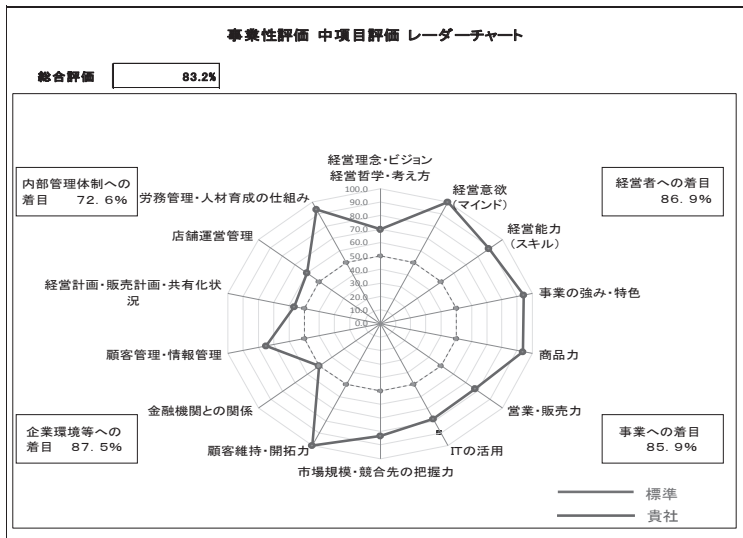 事業性評価 中項目評価 レーダーチャート
総合評価 83.2%
内部管理体制への
着目 72.6%
経営者への着目
86.9%
経営理念・ビジョン
経営哲学・考え方
経営意欲
(マインド)
経営能力
(スキル)
事業の強み・特色
商品力
営業・販売力
ITの活用
市場規模・競合先の把握力
顧客維持・開拓力
金融機関との関係
顧客管理・情報管理
経営計画・販売計画・共有化状
況
店舗運営管理
労務管理・人材育成の仕組み
100.0
90.0
80.0
70.0
60.0
50.0
40.0
30.0
20.0
10.0
0.0
企業環境等への
着目 87.5%
事業への着目
85.9%
標準
貴社